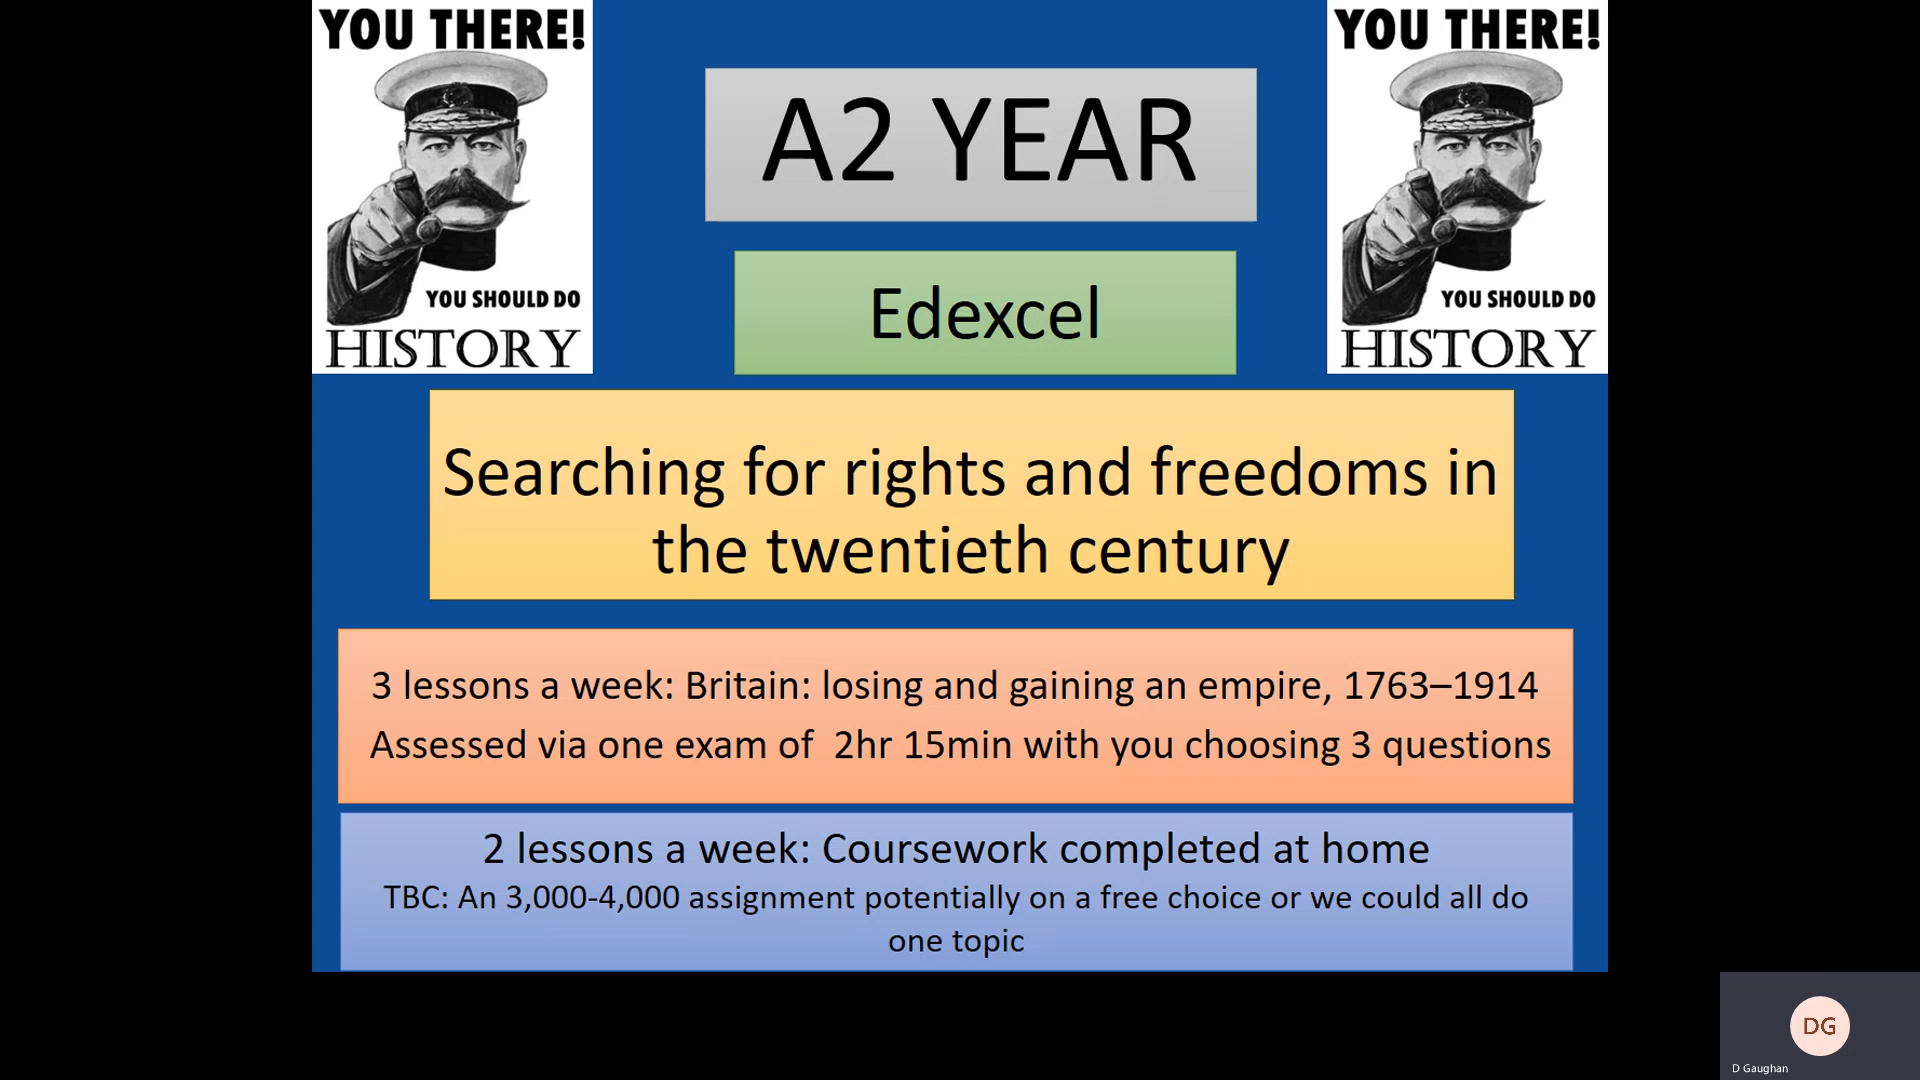 YOU THERE!
YOU SHOULD DO
HISTORY
YOU THERE!
YOU SHOULD DO
HISTORY
A2 YEAR
Edexcel
Searching for rights and freedoms in
the twentieth century
3 lessons a week: Britain: losing and gaining an empire, 1763–1914
Assessed via one exam of 2hr 15min with you choosing 3 questions
2 lessons a week: Coursework completed at home
TBC: An 3,000-4,000 assignment potentially on a free choice or we could all do
one topic
DG
D Gaughan